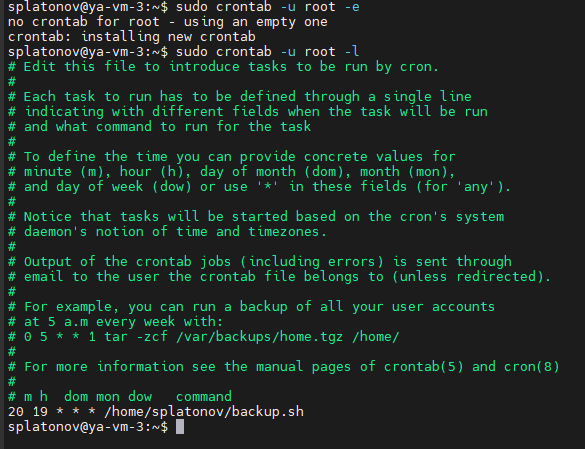 splatonov@ya-vm-3:~$ sudo crontab -u root -e
no crontab for root - using an empty one
crontab: installing new crontab
splatonov@ya-vm-3:~$ sudo crontab -u root -l
# Edit this file to introduce tasks to be run by cron.
#
# Each task to run has to be defined through a single line
# indicating with different fields when the task will be run
# and what command to run for the task
#
# To define the time you can provide concrete values for
# minute (m), hour (h), day of month (dom), month (mon),
# and day of week (dow) or use '*' in these fields (for 'any').
#
# Notice that tasks will be started based on the cron's system
# daemon's notion of time and timezones.
#
# Output of the crontab jobs (including errors) is sent through
# email to the user the crontab file belongs to (unless redirected).
#
# For example, you can run a backup of all your user accounts
# at 5 a.m every week with:
# 0 5 * * 1 tar -zcf /var/backups/home.tgz /home/
#
# For more information see the manual pages of crontab(5) and cron(8)
#
# m h  dom mon dow   command
20 19 * * * /home/splatonov/backup.sh
splatonov@ya-vm-3:~$